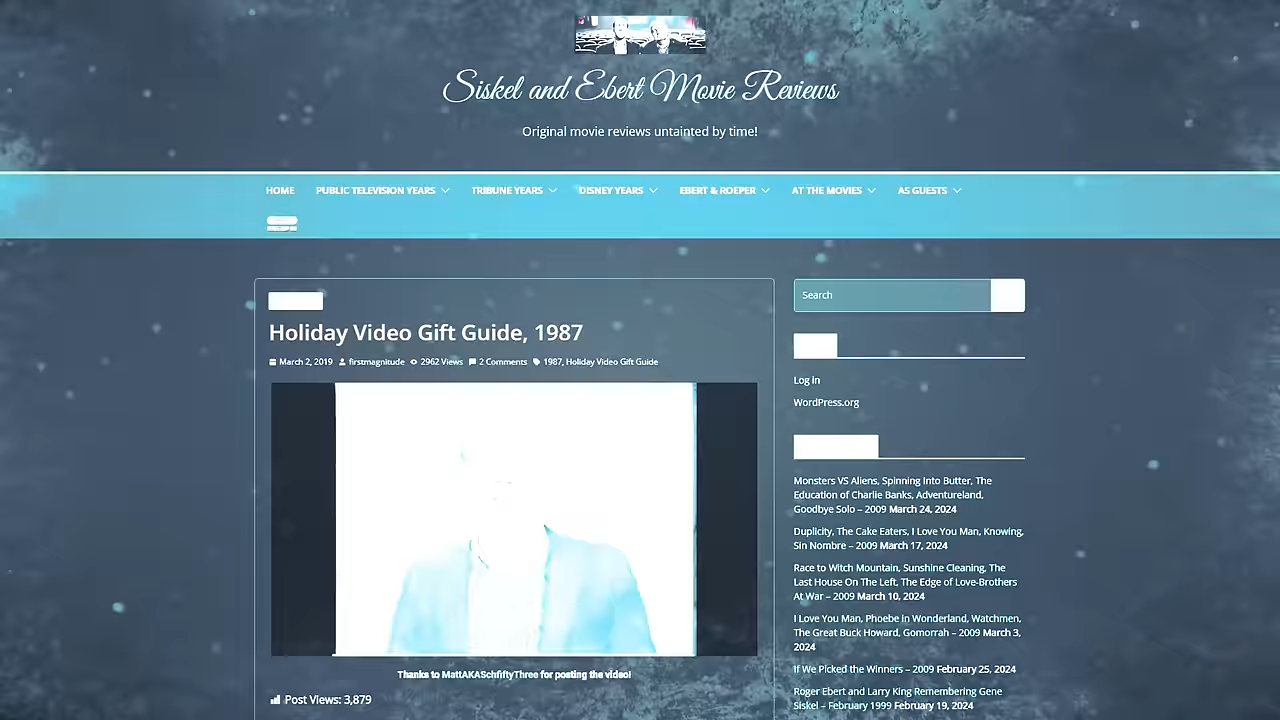 Siskel and Ebert Movie Reviews
Original movie reviews untainted by time!
HOME PUBLIC TELEVISION YEARS TRIBUNE YEARS DISNEY YEARS EBERT & ROEPER AT THE MOVIES AS GUESTS
Holiday Video Gift Guide, 1987
March 2, 2019 firstmagnitude 2962 Views 2 Comments 1987, Holiday Video Gift Guide
Thanks to MattAKASchfiftyThree for posting the video!
Post Views: 3,879
Search
Log in
WordPress.org
Monsters VS Aliens, Spinning Into Butter, The
Education of Charlie Banks, Adventureland,
Goodbye Solo – 2009 March 24, 2024
Duplicity, The Cake Eaters, I Love You Man, Knowing,
Sin Nombre – 2009 March 17, 2024
Race to Witch Mountain, Sunshine Cleaning, The
Last House On The Left, The Edge of Love-Brothers
At War – 2009 March 10, 2024
I Love You Man, Phoebe in Wonderland, Watchmen,
The Great Buck Howard, Gomorrah – 2009 March 3,
2024
If We Picked the Winners – 2009 February 25, 2024
Roger Ebert and Larry King Remembering Gene
Siskel – February 1999 February 19, 2024